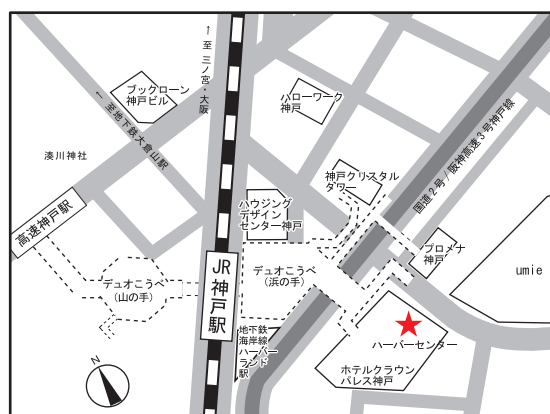 ← 至 三ノ宮・大阪
ブックローン
神戸ビル
ハローワーク
神戸
← 至地下鉄大倉山駅
湊川神社
神戸クリスタル
タワー
国道2号/阪神高速3号神戸線
高速神戸駅
ハウジング
デザイン
センター神戸
プロメナ
神戸
umie
JR神戸駅
デュオこうべ
(山の手)
デュオこうべ
(浜の手)
地下鉄
海岸線
ハーバー
ランド
駅
ハーバーセンター
ホテルクラウン
パレス神戸
N